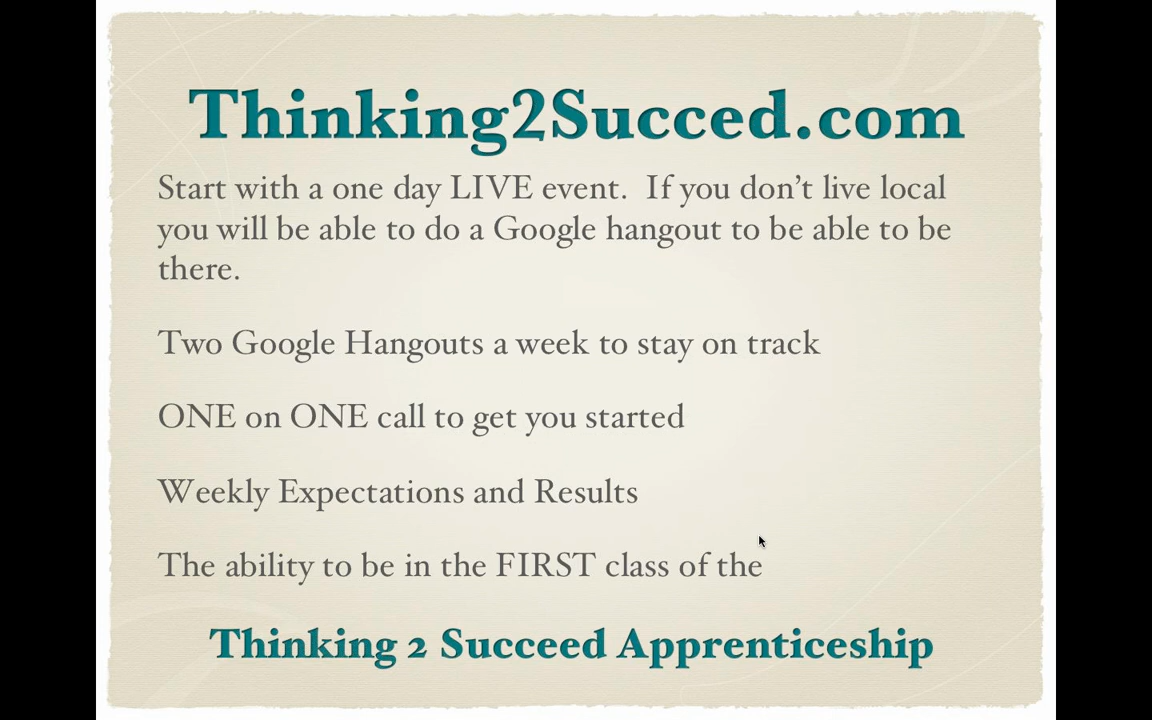 Thinking2Succed.com
Start with a one day LIVE event.  If you don’t live local
you will be able to do a Google hangout to be able to be
there.
Two Google Hangouts a week to stay on track
ONE on ONE call to get you started
Weekly Expectations and Results
The ability to be in the FIRST class of the
Thinking 2 Succeed Apprenticeship